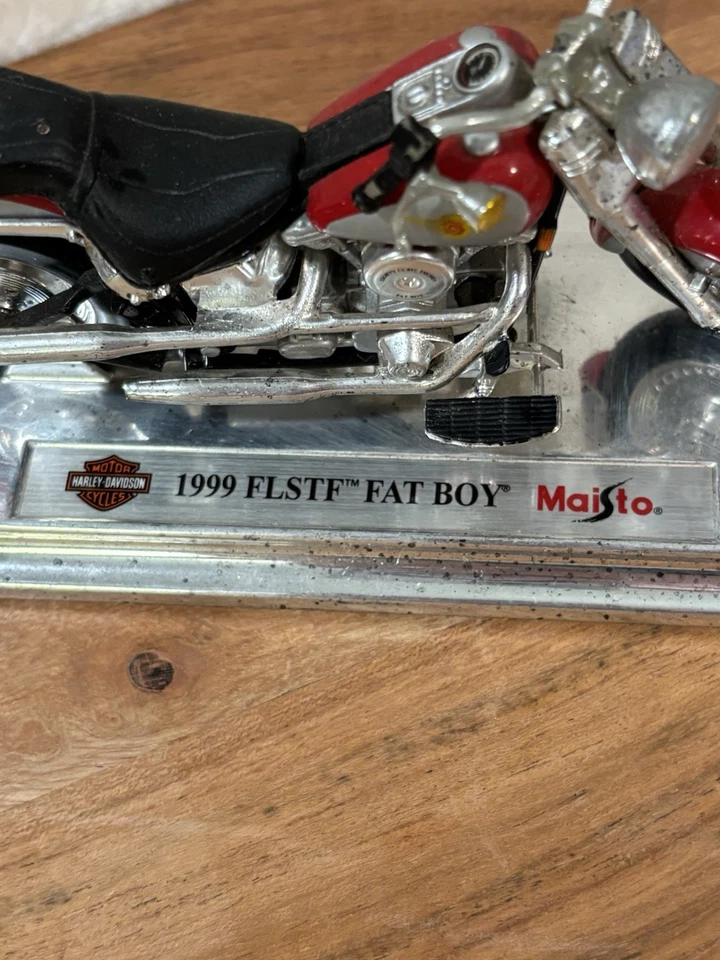 MOTOR
HARLEY-DAVIDSON
CYCLES
1999 FLSTF™ FAT BOY®
Maisto®